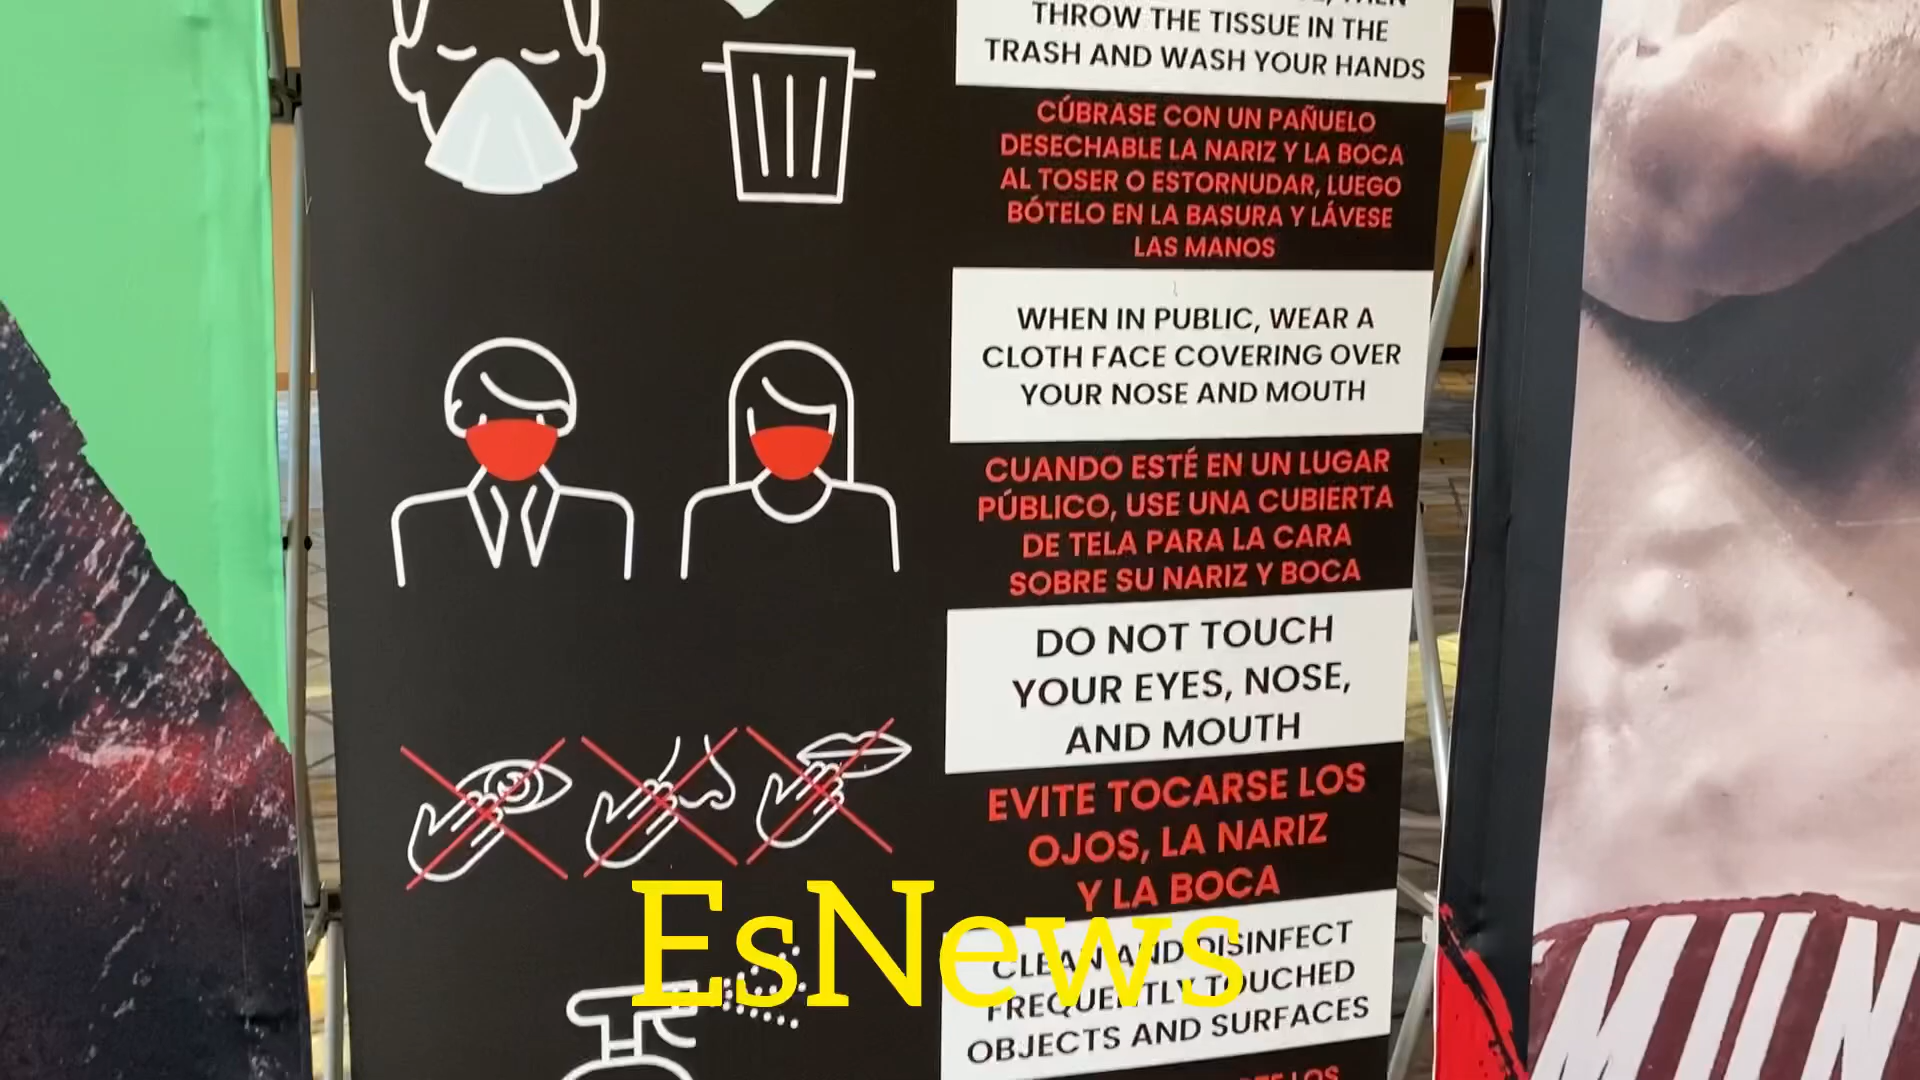 THROW THE TISSUE IN THE
TRASH AND WASH YOUR HANDS
CÚBRASE CON UN PAÑUELO
DESECHABLE LA NARIZ Y LA BOCA
AL TOSER O ESTORNUDAR, LUEGO
BÓTELO EN LA BASURA Y LÁVESE
LAS MANOS
WHEN IN PUBLIC, WEAR A
CLOTH FACE COVERING OVER
YOUR NOSE AND MOUTH
CUANDO ESTÉ EN UN LUGAR
PÚBLICO, USE UNA CUBIERTA
DE TELA PARA LA CARA
SOBRE SU NARIZ Y BOCA
DO NOT TOUCH
YOUR EYES, NOSE,
AND MOUTH
EVITE TOCARSE LOS
OJOS, LA NARIZ
Y LA BOCA
CLEAN AND DISINFECT
FREQUENTLY TOUCHED
OBJECTS AND SURFACES
EsNews